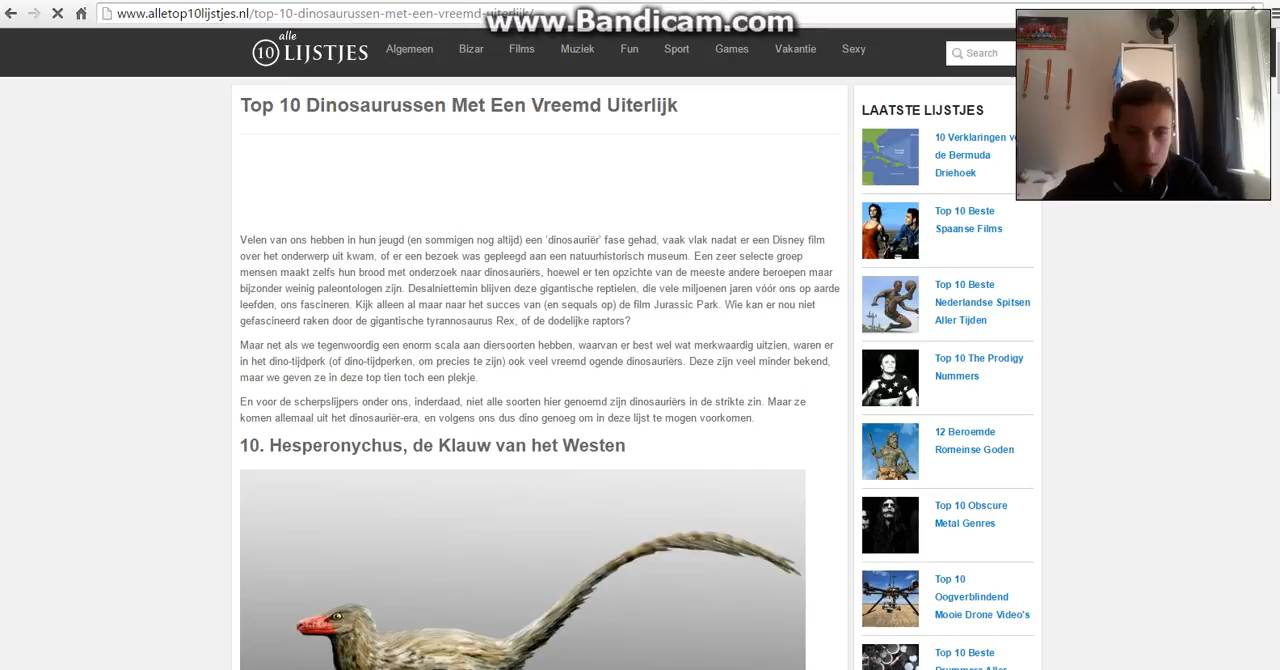 www.alletop10lijstjes.nl/top-10-dinosaurussen-met-een-vreemd-uiterlijk/
www.Bandicam.com
alle
10 LIJSTJES
Algemeen Bizar Films Muziek Fun Sport Games Vakantie Sexy
Search
Top 10 Dinosaurussen Met Een Vreemd Uiterlijk
Velen van ons hebben in hun jeugd (en sommigen nog altijd) een 'dinosauriër' fase gehad, vaak vlak nadat er een Disney film
over het onderwerp uit kwam, of er een bezoek was gepleegd aan een natuurhistorisch museum. Een zeer selecte groep
mensen maakt zelfs hun brood met onderzoek naar dinosauriërs, hoewel er ten opzichte van de meeste andere beroepen maar
bijzonder weinig paleontologen zijn. Desalniettemin blijven deze gigantische reptielen, die vele miljoenen jaren vóór ons op aarde
leefden, ons fascineren. Kijk alleen al maar naar het succes van (en sequals op) de film Jurassic Park. Wie kan er nou niet
gefascineerd raken door de gigantische tyrannosaurus Rex, of de dodelijke raptors?
Maar net als we tegenwoordig een enorm scala aan diersoorten hebben, waarvan er best wel wat merkwaardig uitzien, waren er
in het dino-tijdperk (of dino-tijdperken, om precies te zijn) ook veel vreemd ogende dinosauriërs. Deze zijn veel minder bekend,
maar we geven ze in deze top tien toch een plekje.
En voor de scherpslijpers onder ons, inderdaad, niet alle soorten hier genoemd zijn dinosauriërs in de strikte zin. Maar ze
komen allemaal uit het dinosauriër-era, en volgens ons dus dino genoeg om in deze lijst te mogen voorkomen.
10. Hesperonychus, de Klauw van het Westen
LAATSTE LIJSTJES
10 Verklaringen
de Bermuda
Driehoek
Top 10 Beste
Spaanse Films
Top 10 Beste
Nederlandse Spitsen
Aller Tijden
Top 10 The Prodigy
Nummers
12 Beroemde
Romeinse Goden
Top 10 Obscure
Metal Genres
Top 10
Oogverblindend
Mooie Drone Video's
Top 10 Beste
Drummers Aller